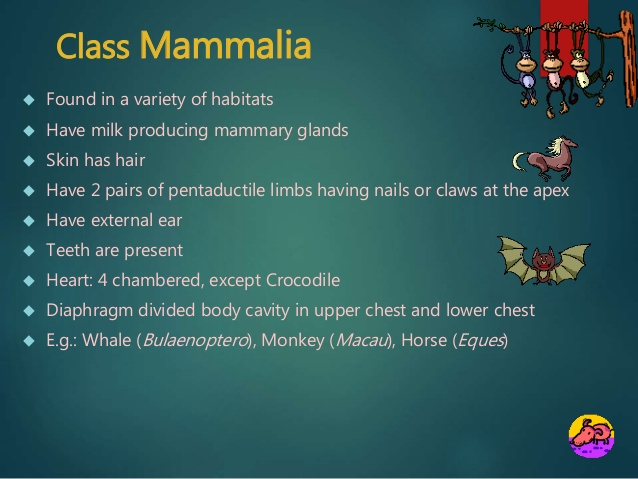 Class Mammalia
Found in a variety of habitats
Have milk producing mammary glands
Skin has hair
Have 2 pairs of pentaductile limbs having nails or claws at the apex
Have external ear
Teeth are present
Heart: 4 chambered, except Crocodile
Diaphragm divided body cavity in upper chest and lower chest
E.g.: Whale (Bulaenoptero), Monkey (Macau), Horse (Eques)